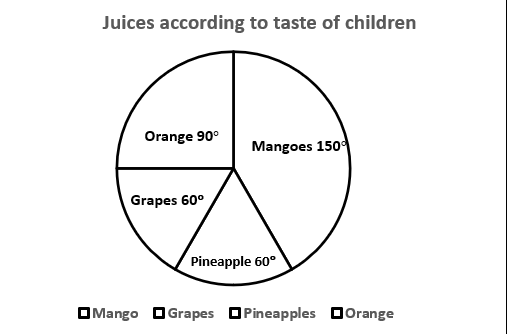 Juices according to taste of children
Orange 90°
Mangoes 150°
Grapes 60°
Pineapple 60°
Mango Grapes Pineapples Orange